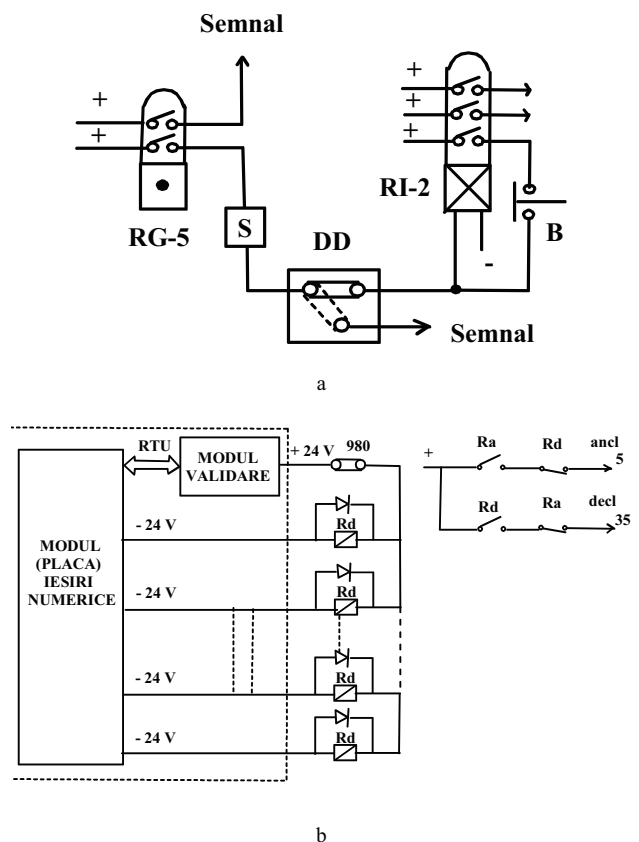 Semnal
+
+
RG-5
S
DD
+
+
+
RI-2
-
B
Semnal
a
RTU
MODUL
VALIDARE
+ 24 V 980
MODUL
(PLACA)
IESIRI
NUMERICE
- 24 V
Rd
- 24 V
Rd
- 24 V
Rd
- 24 V
Rd
+
Ra Rd ancl
5
Rd Ra decl
35
b